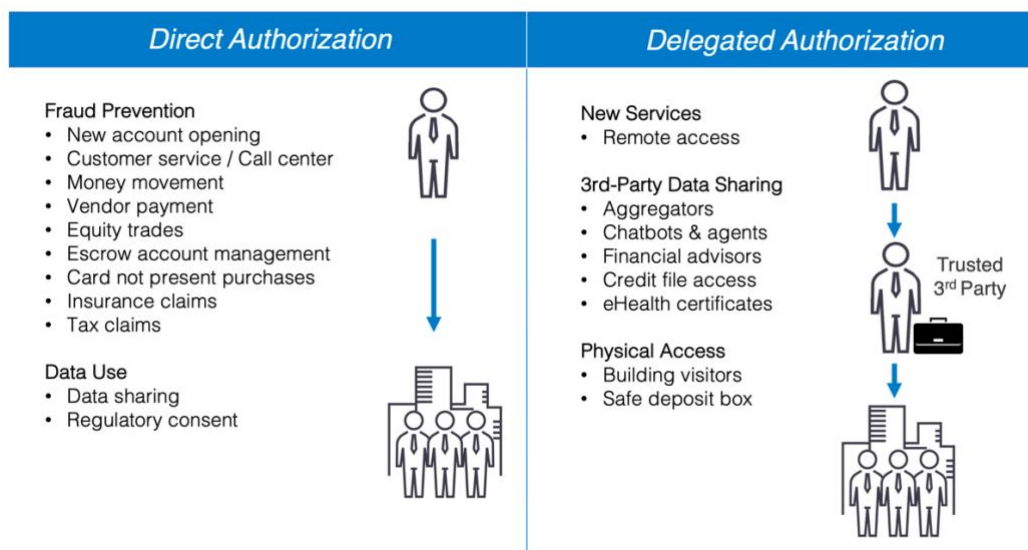 Direct Authorization
Fraud Prevention
• New account opening
• Customer service / Call center
• Money movement
• Vendor payment
• Equity trades
• Escrow account management
• Card not present purchases
• Insurance claims
• Tax claims
Data Use
• Data sharing
• Regulatory consent
Delegated Authorization
New Services
• Remote access
3rd-Party Data Sharing
• Aggregators
• Chatbots & agents
• Financial advisors
• Credit file access
• eHealth certificates
Physical Access
• Building visitors
• Safe deposit box
Trusted
3rd Party